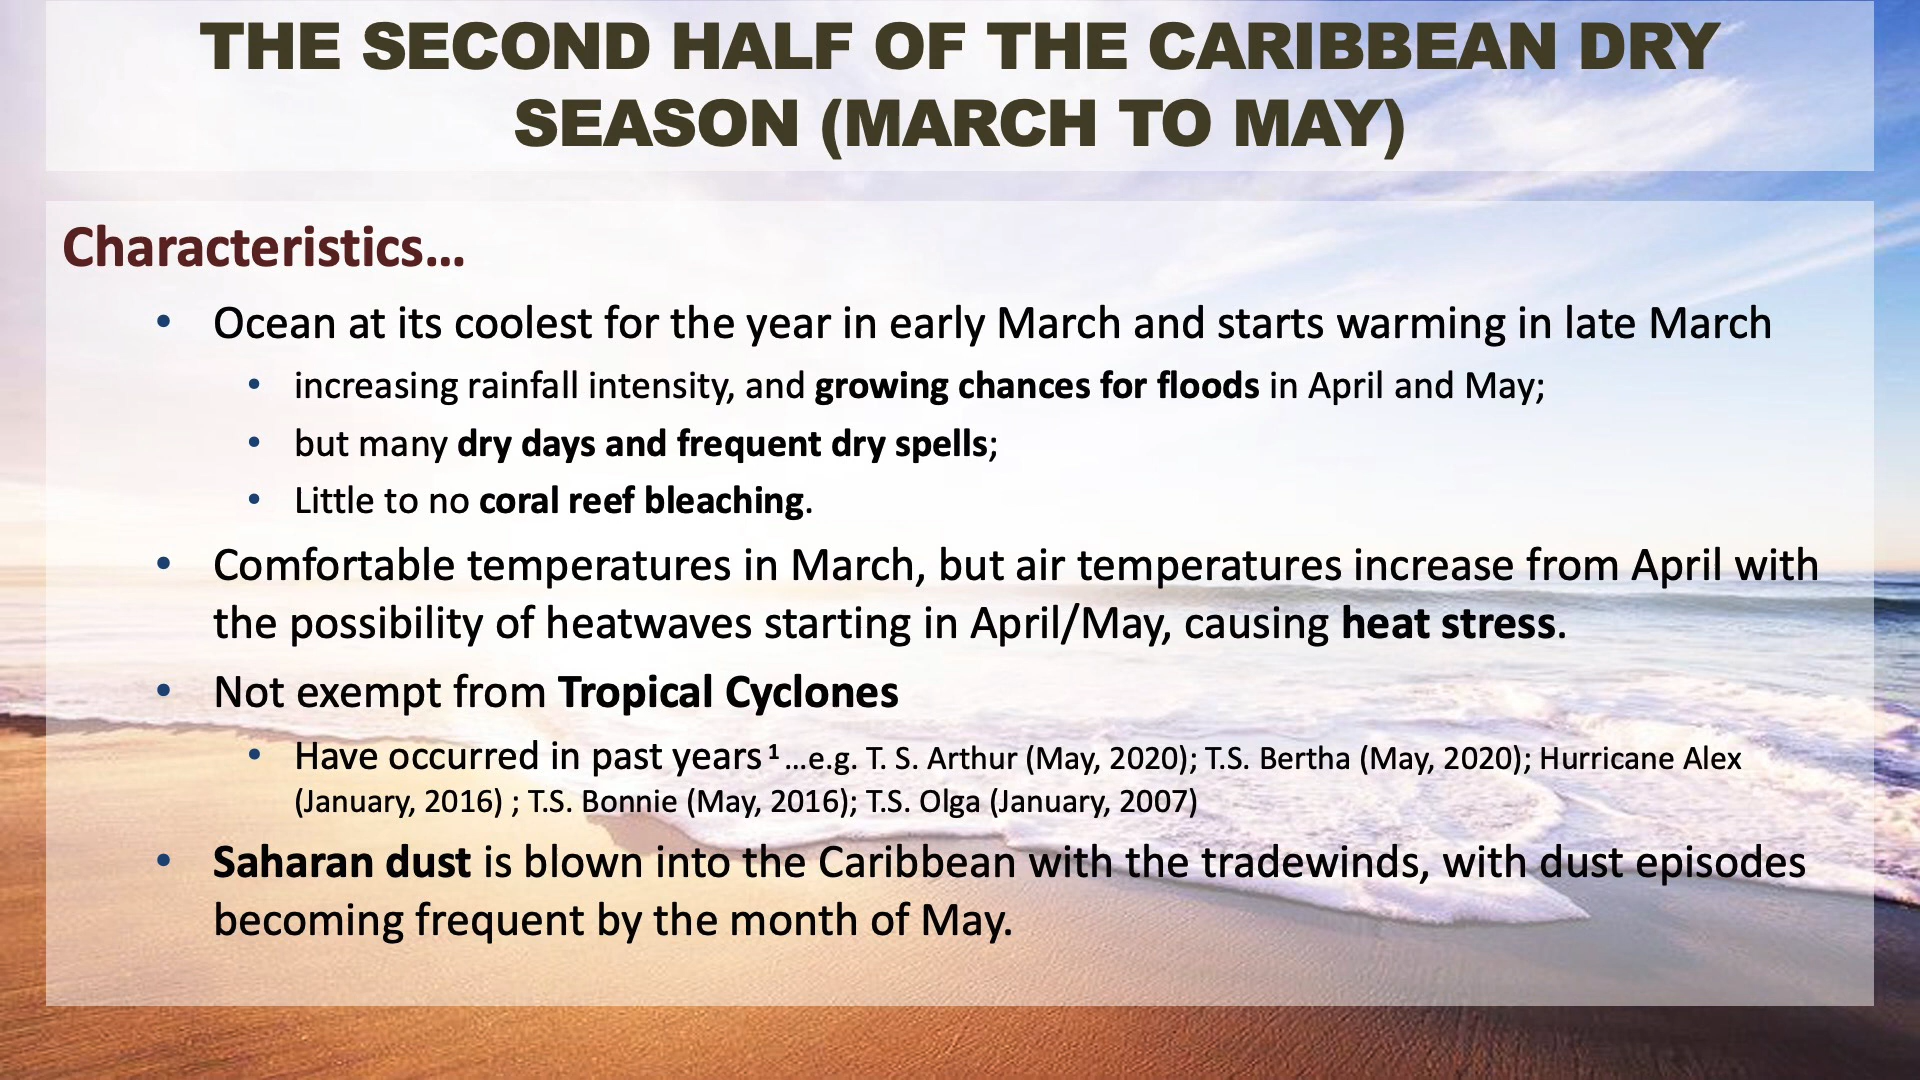 THE SECOND HALF OF THE CARIBBEAN DRY
SEASON (MARCH TO MAY)
Characteristics…
• Ocean at its coolest for the year in early March and starts warming in late March
• increasing rainfall intensity, and growing chances for floods in April and May;
• but many dry days and frequent dry spells;
• Little to no coral reef bleaching.
• Comfortable temperatures in March, but air temperatures increase from April with
the possibility of heatwaves starting in April/May, causing heat stress.
• Not exempt from Tropical Cyclones
• Have occurred in past years ¹ …e.g. T. S. Arthur (May, 2020); T.S. Bertha (May, 2020); Hurricane Alex
(January, 2016) ; T.S. Bonnie (May, 2016); T.S. Olga (January, 2007)
• Saharan dust is blown into the Caribbean with the tradewinds, with dust episodes
becoming frequent by the month of May.